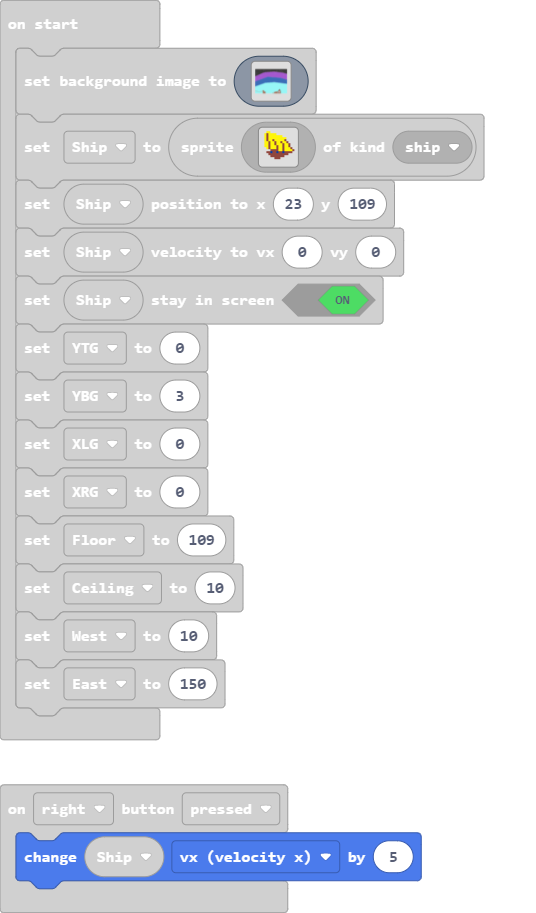 on start
set background image to
set Ship to sprite of kind ship
set Ship position to x 23 y 109
set Ship velocity to vx 0 vy 0
set Ship stay in screen ON
set YTG to 0
set YBG to 3
set XLG to 0
set XRG to 0
set Floor to 109
set Ceiling to 10
set West to 10
set East to 150
on right button pressed
change Ship vx (velocity x) by 5